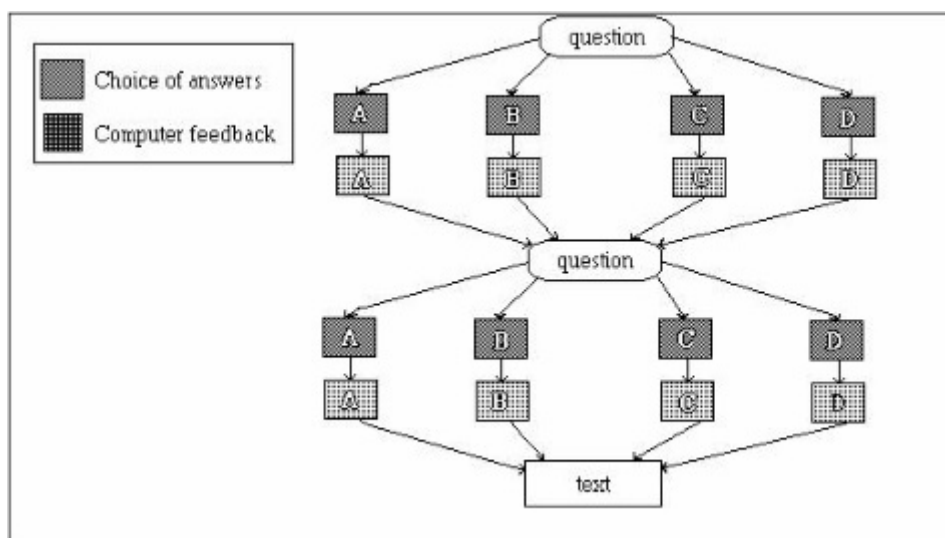 question
Choice of answers
Computer feedback
A B C D
A B C D
question
A B C D
A B C D
text